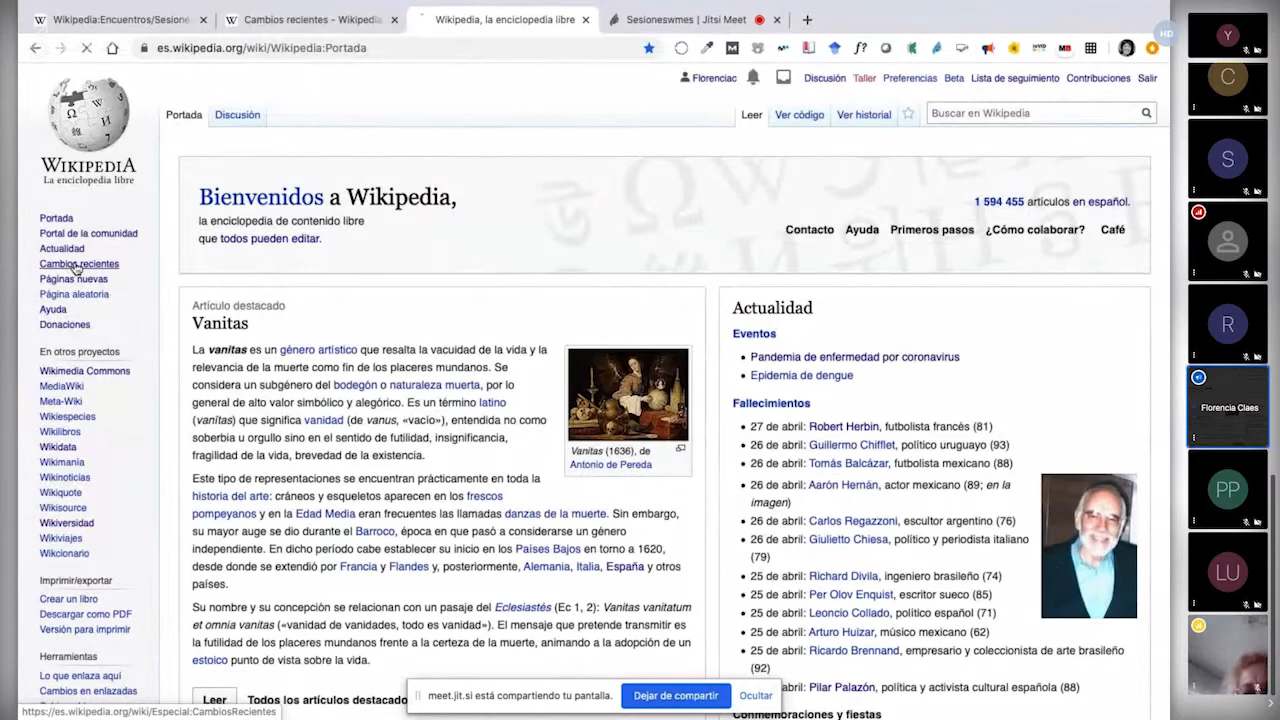 Wikipedia:Encuentros/Sesione
Cambios recientes - Wikipedia
Wikipedia, la enciclopedia libre
Sesioneswmes | Jitsi Meet
es.wikipedia.org/wiki/Wikipedia:Portada
HD
Florenciac
Discusión
Taller
Preferencias
Beta
Lista de seguimiento
Contribuciones
Salir
Portada
Discusión
Leer
Ver código
Ver historial
Buscar en Wikipedia
WIKIPEDIA
La enciclopedia libre
Portada
Portal de la comunidad
Actualidad
Cambios recientes
Páginas nuevas
Página aleatoria
Ayuda
Donaciones
En otros proyectos
Wikimedia Commons
MediaWiki
Meta-Wiki
Wikiespecies
Wikilibros
Wikidata
Wikimania
Wikinoticias
Wikiquote
Wikisource
Wikiversidad
Wikiviajes
Wikcionario
Imprimir/exportar
Crear un libro
Descargar como PDF
Versión para imprimir
Herramientas
Lo que enlaza aquí
Cambios en enlazadas
https://es.wikipedia.org/wiki/Especial:CambiosRecientes
Bienvenidos a Wikipedia,
la enciclopedia de contenido libre
que todos pueden editar.
1 594 455 artículos en español.
Contacto Ayuda Primeros pasos ¿Cómo colaborar? Café
Artículo destacado
Vanitas
La vanitas es un género artístico que resalta la vacuidad de la vida y la
relevancia de la muerte como fin de los placeres mundanos. Se
considera un subgénero del bodegón o naturaleza muerta, por lo
general de alto valor simbólico y alegórico. Es un término latino
(vanĭtas) que significa vanidad (de vanus, «vacío»), entendida no como
soberbia u orgullo sino en el sentido de futilidad, insignificancia,
fragilidad de la vida, brevedad de la existencia.
Vanitas (1636), de
Antonio de Pereda
Este tipo de representaciones se encuentran prácticamente en toda la
historia del arte: cráneos y esqueletos aparecen en los frescos
pompeyanos y en la Edad Media eran frecuentes las llamadas danzas de la muerte. Sin embargo,
su mayor auge se dio durante el Barroco, época en que pasó a considerarse un género
independiente. En dicho período cabe establecer su inicio en los Países Bajos en torno a 1620,
desde donde se extendió por Francia y Flandes y, posteriormente, Alemania, Italia, España y otros
países.
Su nombre y su concepción se relacionan con un pasaje del Eclesiastés (Ec 1, 2): Vanitas vanitatum
et omnia vanitas («vanidad de vanidades, todo es vanidad»). El mensaje que pretende transmitir es
la futilidad de los placeres mundanos frente a la certeza de la muerte, animando a la adopción de un
estoico punto de vista sobre la vida.
Leer
Todos los artículos destacado
Actualidad
Eventos
Pandemia de enfermedad por coronavirus
Epidemia de dengue
Fallecimientos
27 de abril: Robert Herbin, futbolista francés (81)
26 de abril: Guillermo Chifflet, político uruguayo (93)
26 de abril: Tomás Balcázar, futbolista mexicano (88)
26 de abril: Aarón Hernán, actor mexicano (89; en la
imagen)
26 de abril: Carlos Regazzoni, escultor argentino (76)
26 de abril: Giulietto Chiesa, político y periodista italiano
(79)
25 de abril: Richard Divila, ingeniero brasileño (74)
25 de abril: Per Olov Enquist, escritor sueco (85)
25 de abril: Leoncio Collado, político español (71)
25 de abril: Arturo Huizar, músico mexicano (62)
25 de abril: Ricardo Brennand, empresario y coleccionista de arte brasileño
(92)
Pilar Palazón, política y activista cultural española (88)
Conmemoraciones y fiestas
meet.jit.si está compartiendo tu pantalla.
Dejar de compartir
Ocultar
Y
C
S
R
Florencia Claes
PP
LU